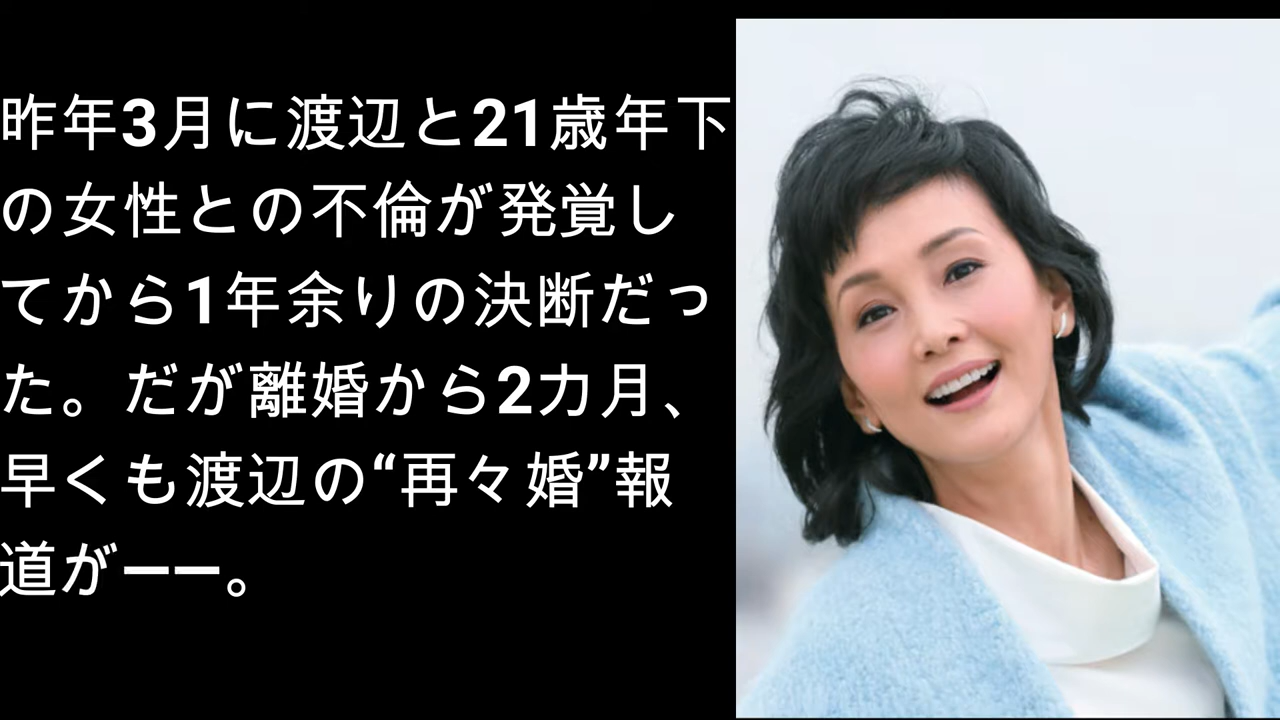 昨年3月に渡辺と21歳年下
の女性との不倫が発覚し
てから1年余りの決断だっ
た。だが離婚から2カ月、
早くも渡辺の“再々婚”報
道がーー。